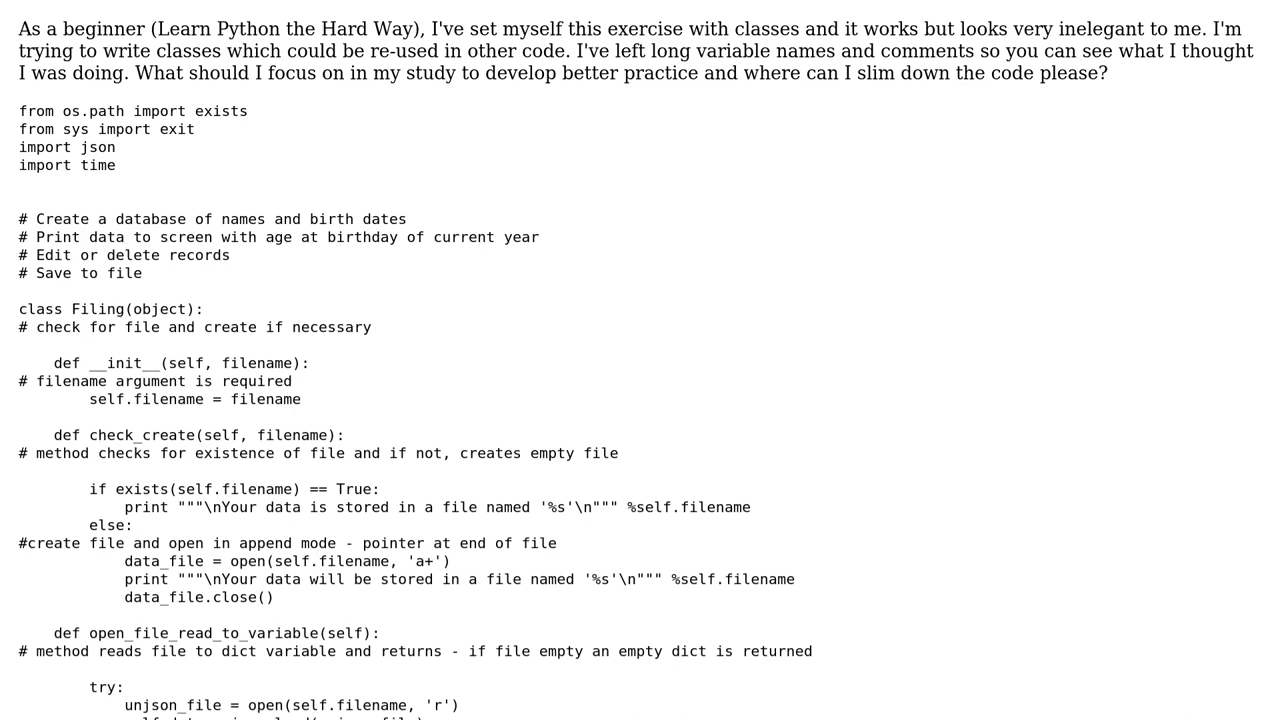 As a beginner (Learn Python the Hard Way), I've set myself this exercise with classes and it works but looks very inelegant to me. I'm
trying to write classes which could be re-used in other code. I've left long variable names and comments so you can see what I thought
I was doing. What should I focus on in my study to develop better practice and where can I slim down the code please?
from os.path import exists
from sys import exit
import json
import time
# Create a database of names and birth dates
# Print data to screen with age at birthday of current year
# Edit or delete records
# Save to file
class Filing(object):
# check for file and create if necessary
    def __init__(self, filename):
# filename argument is required
        self.filename = filename
    def check_create(self, filename):
# method checks for existence of file and if not, creates empty file
        if exists(self.filename) == True:
            print """\nYour data is stored in a file named '%s'\n""" %self.filename
        else:
#create file and open in append mode - pointer at end of file
            data_file = open(self.filename, 'a+')
            print """\nYour data will be stored in a file named '%s'\n""" %self.filename
            data_file.close()
    def open_file_read_to_variable(self):
# method reads file to dict variable and returns - if file empty an empty dict is returned
        try:
            unjson_file = open(self.filename, 'r')